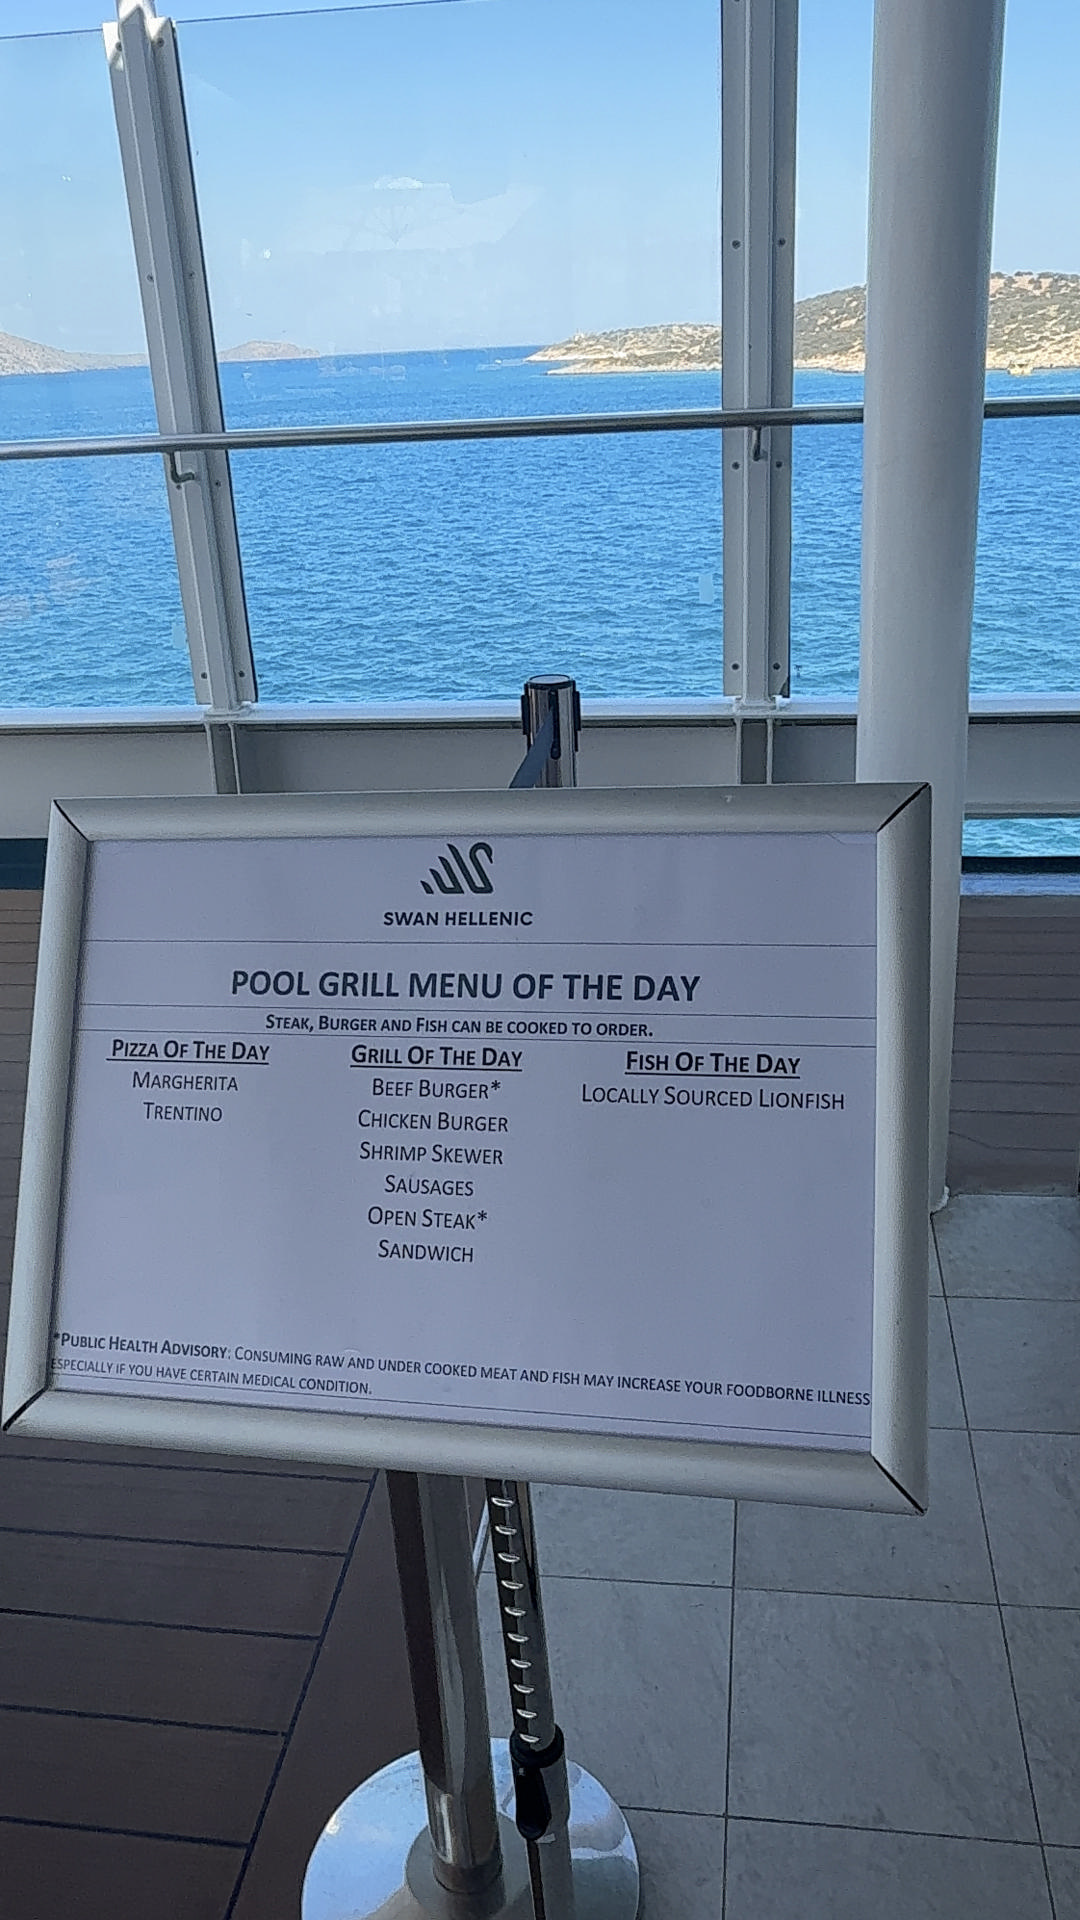 SWAN HELLENIC
POOL GRILL MENU OF THE DAY
STEAK, BURGER AND FISH CAN BE COOKED TO ORDER.
PIZZA OF THE DAY
MARGHERITA
TRENTINO
GRILL OF THE DAY
BEEF BURGER*
CHICKEN BURGER
SHRIMP SKEWER
SAUSAGES
OPEN STEAK*
SANDWICH
FISH OF THE DAY
LOCALLY SOURCED LIONFISH
*PUBLIC HEALTH ADVISORY: CONSUMING RAW AND UNDER COOKED MEAT AND FISH MAY INCREASE YOUR FOODBORNE ILLNESS
ESPECIALLY IF YOU HAVE CERTAIN MEDICAL CONDITION.